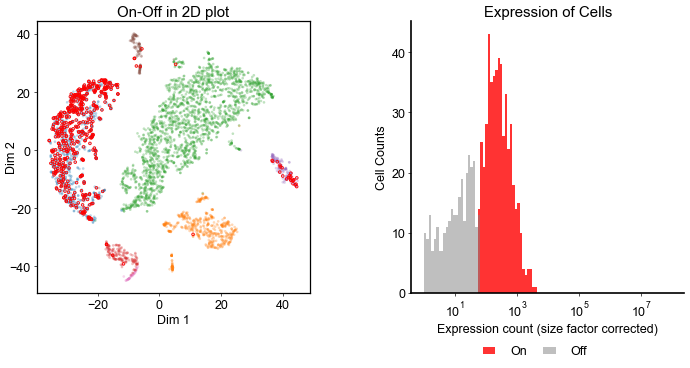 On-Off in 2D plot
40
20
0
−20
−40
Dim 2
−20
0
20
40
Dim 1
Expression of Cells
40
30
20
10
0
Cell Counts
10^1
10^3
10^5
10^7
Expression count (size factor corrected)
On
Off